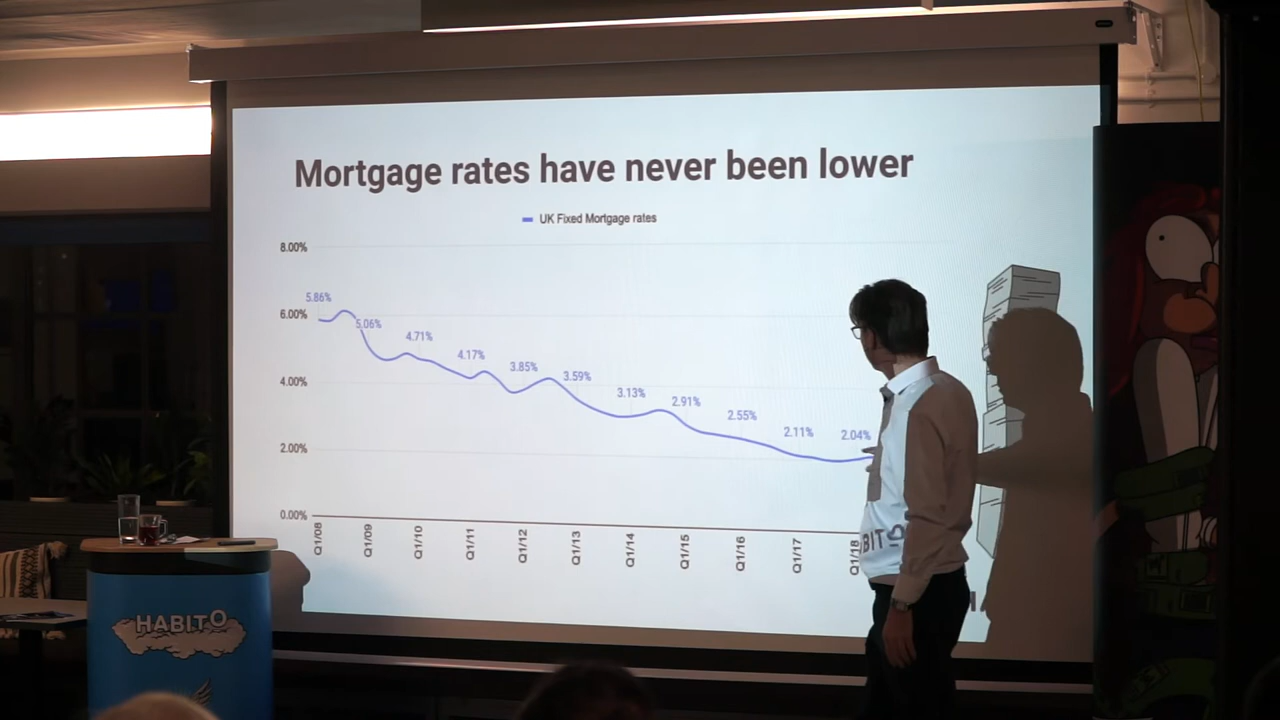 Mortgage rates have never been lower
UK Fixed Mortgage rates
8.00%
6.00%
4.00%
2.00%
0.00%
5.86%
5.06%
4.71%
4.17%
3.85%
3.59%
3.13%
2.91%
2.55%
2.11%
2.04%
Q1/08
Q1/09
Q1/10
Q1/11
Q1/12
Q1/13
Q1/14
Q1/15
Q1/16
Q1/17
Q1/18
BITO
HABITO